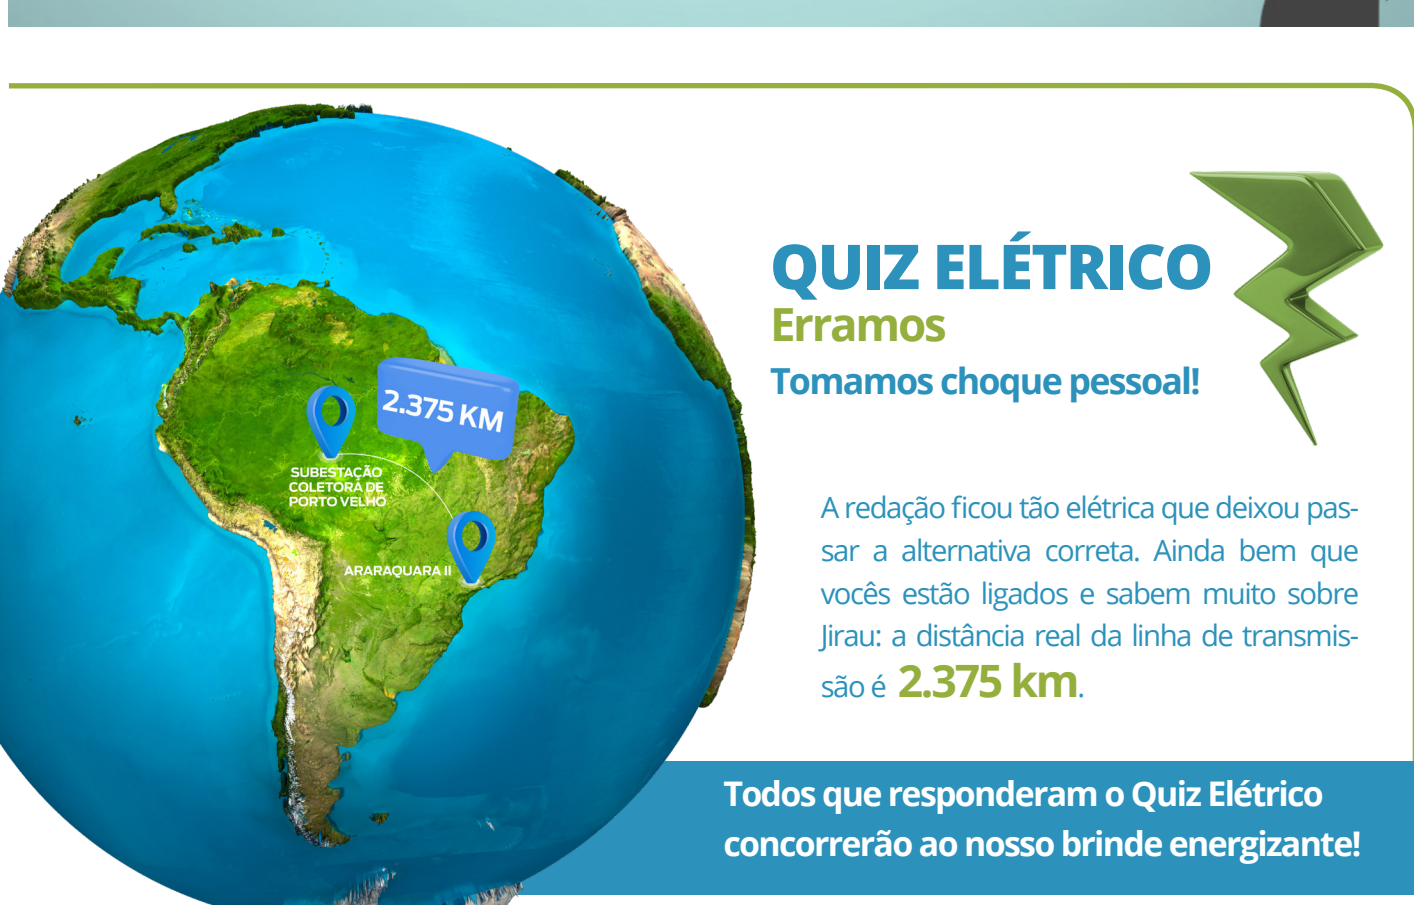 QUIZ ELÉTRICO
Erramos
Tomamos choque pessoal!
2.375 KM
SUBESTAÇÃO
COLETORA DE
PORTO VELHO
ARARAQUARA II
A redação ficou tão elétrica que deixou pas-
sar a alternativa correta. Ainda bem que
vocês estão ligados e sabem muito sobre
Jirau: a distância real da linha de transmis-
são é 2.375 km.
Todos que responderam o Quiz Elétrico
concorrerão ao nosso brinde energizante!